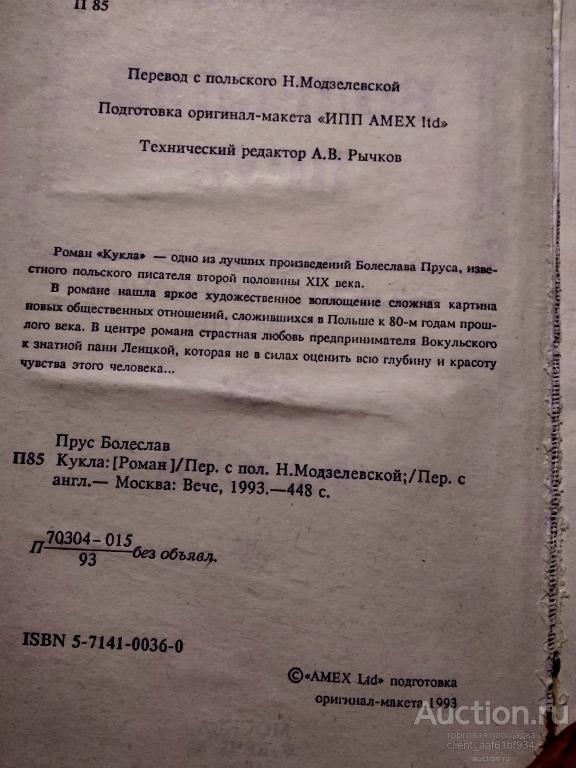 П 85
Перевод с польского Н.Модзелевской
Подготовка оригинал-макета «ИПП AMEX ltd»
Технический редактор А.В. Рычков
Роман «Кукла» — одно из лучших произведений Болеслава Пруса, изве-
стного польского писателя второй половины XIX века.
В романе нашла яркое художественное воплощение сложная картина
новых общественных отношений, сложившихся в Польше к 80-м годам прош-
лого века. В центре романа страстная любовь предпринимателя Вокульского
к знатной пани Ленцкой, которая не в силах оценить всю глубину и красоту
чувства этого человека...
Прус Болеслав
П85 Кукла: [Роман]/Пер. с пол. Н.Модзелевской;/Пер. с
англ.— Москва: Вече, 1993.—448 с.
П 70304-015
93
без объявл.
ISBN 5-7141-0036-0
©«AMEX Ltd» подготовка
оригинал-макета 1993
Auction.ru
торговая площадка
client_aaf61bf934
auction.ru